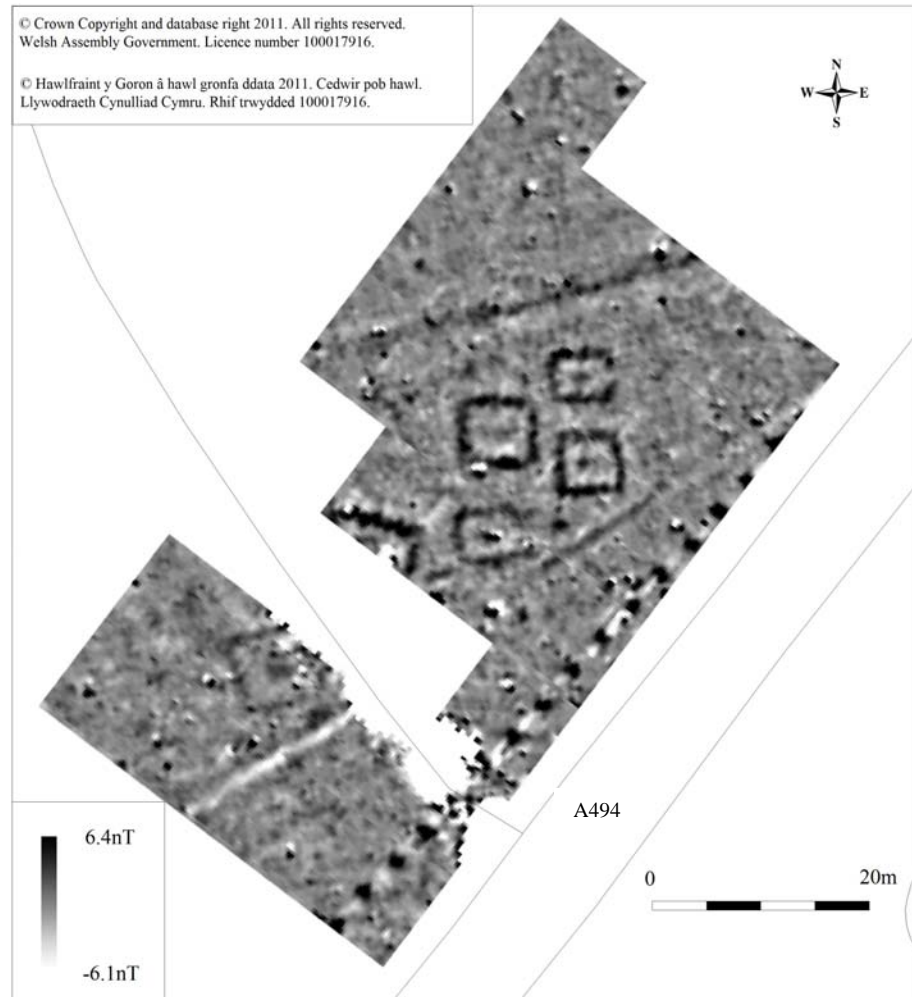 © Crown Copyright and database right 2011. All rights reserved.
Welsh Assembly Government. Licence number 100017916.
© Hawlfraint y Goron â hawl gronfa ddata 2011. Cedwir pob hawl.
Llywodraeth Cynulliad Cymru. Rhif trwydded 100017916.
N
W E
S
A494
6.4nT
-6.1nT
0 20m